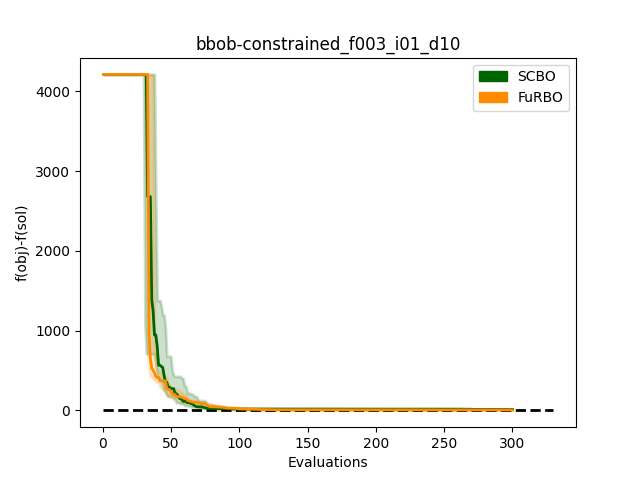 bbob-constrained_f003_i01_d10
SCBO
FuRBO
f(obj)-f(sol)
4000
3000
2000
1000
0
0 50 100 150 200 250 300
Evaluations